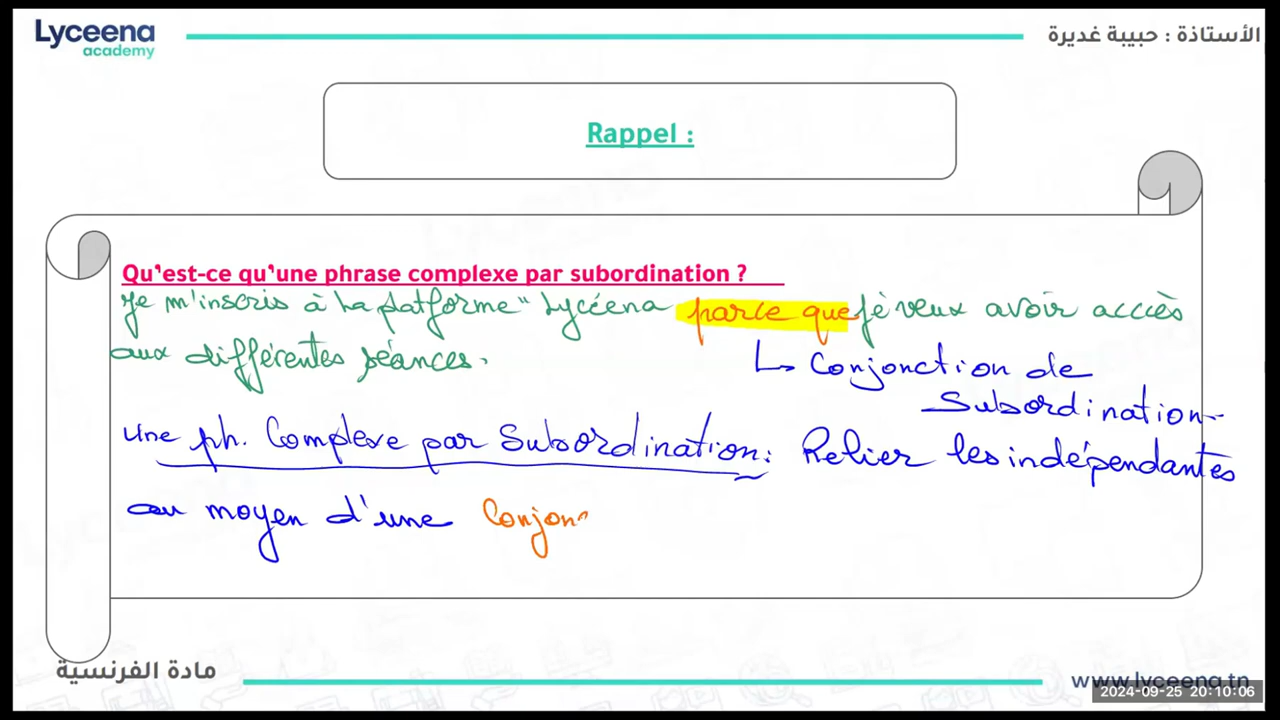 Lyceena
academy
الأستاذة : حبيبة غديرة
Rappel :
Qu'est-ce qu'une phrase complexe par subordination ?
Je m'inscris à la platforme " Lycéena parce que je veux avoir accès
aux différentes séances.
↳ Conjonction de
Subordination
Une ph. Complexe par Subordination : Relier les indépendantes
au moyen d'une Conjon
مادة الفرنسية
www.lyceena.tn
2024-09-25 20:10:06